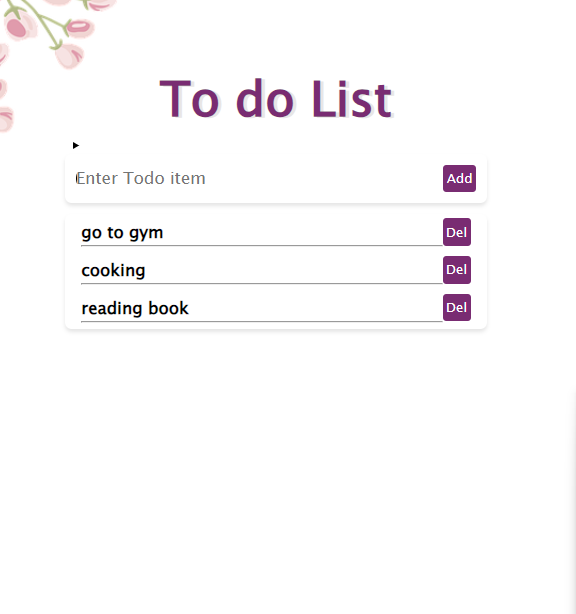 To do List
Enter Todo item Add
go to gym Del
cooking Del
reading book Del